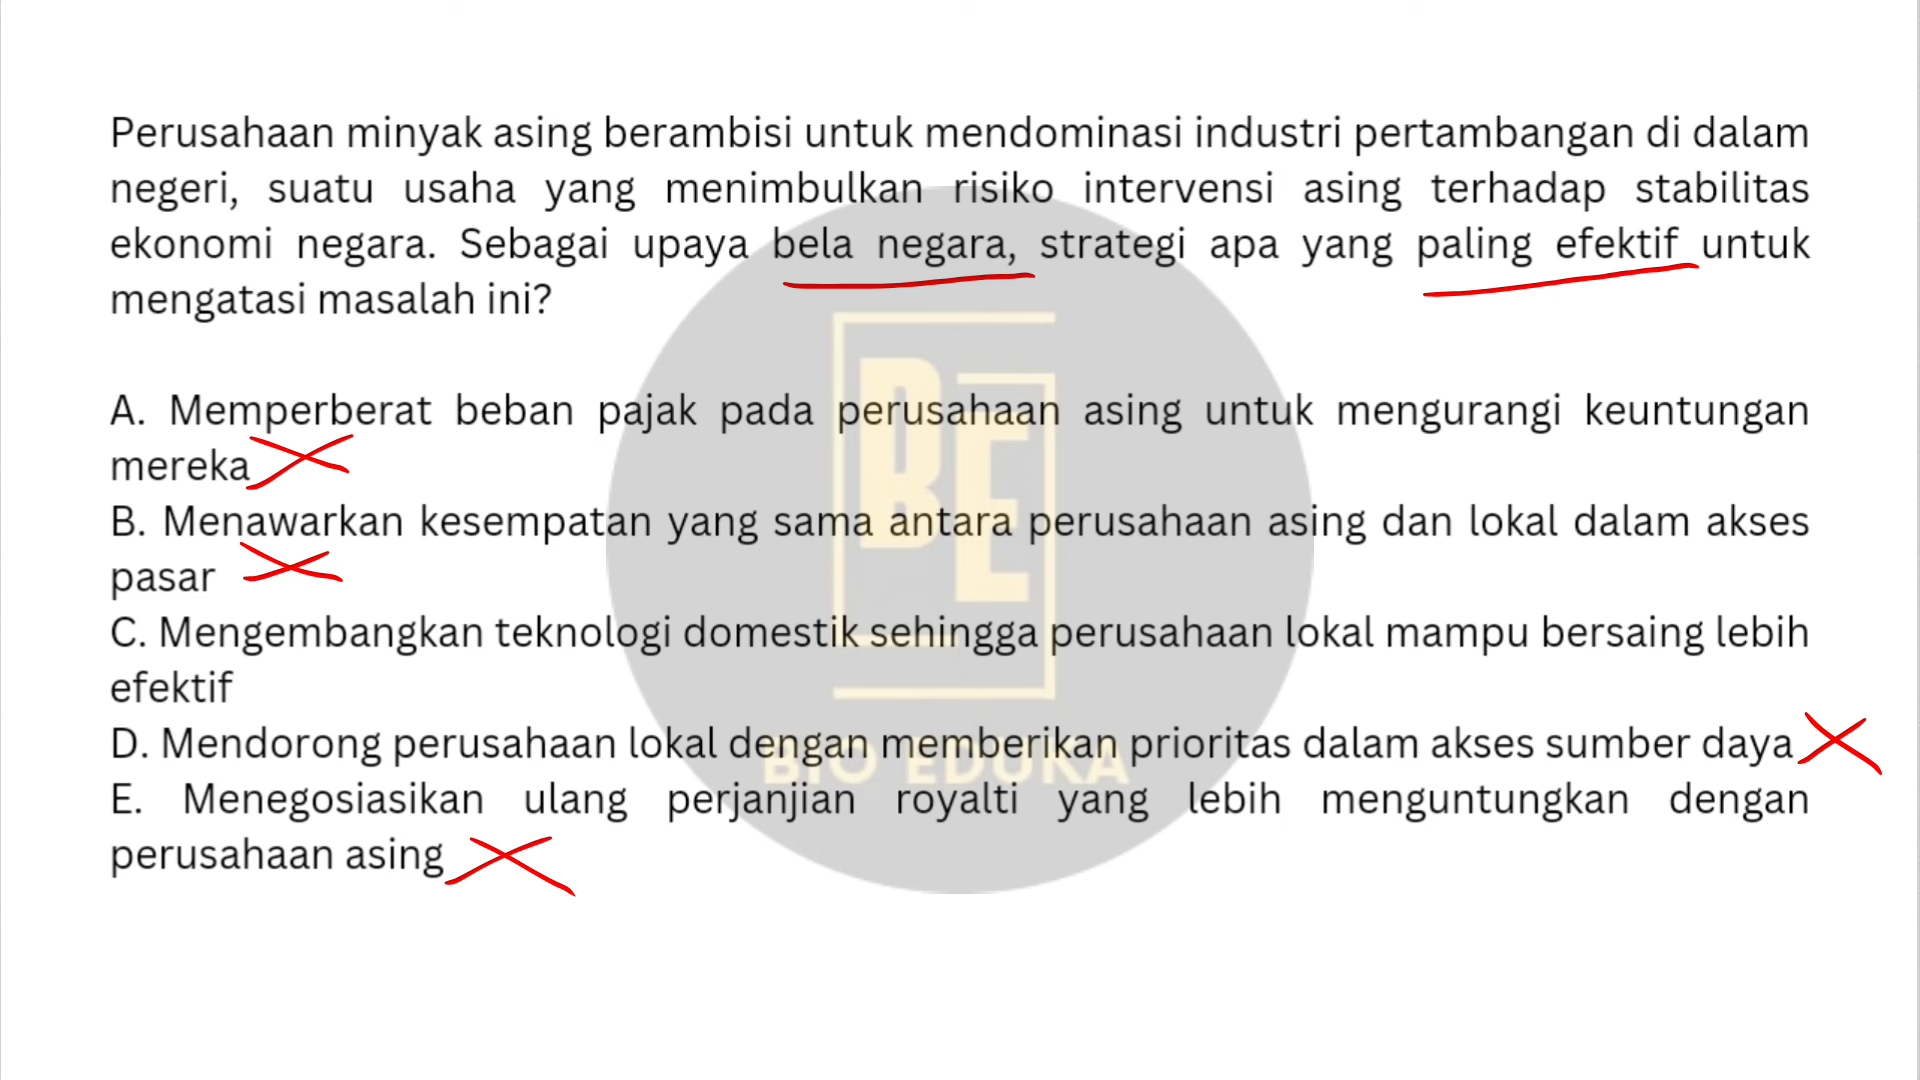 Perusahaan minyak asing berambisi untuk mendominasi industri pertambangan di dalam
negeri, suatu usaha yang menimbulkan risiko intervensi asing terhadap stabilitas
ekonomi negara. Sebagai upaya bela negara, strategi apa yang paling efektif untuk
mengatasi masalah ini?
A. Memperberat beban pajak pada perusahaan asing untuk mengurangi keuntungan
mereka
B. Menawarkan kesempatan yang sama antara perusahaan asing dan lokal dalam akses
pasar
C. Mengembangkan teknologi domestik sehingga perusahaan lokal mampu bersaing lebih
efektif
D. Mendorong perusahaan lokal dengan memberikan prioritas dalam akses sumber daya
E. Menegosiasikan ulang perjanjian royalti yang lebih menguntungkan dengan
perusahaan asing
BE
BIO EDUKA